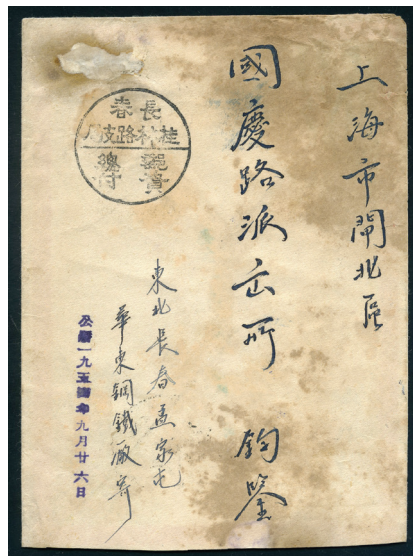 上海市閘北區
國慶路派出所 鈞鑒
長春
桂林路支局
總付
東北長春孟家屯
華東鋼鐵廠寄
公曆一九五 年九月廿六日